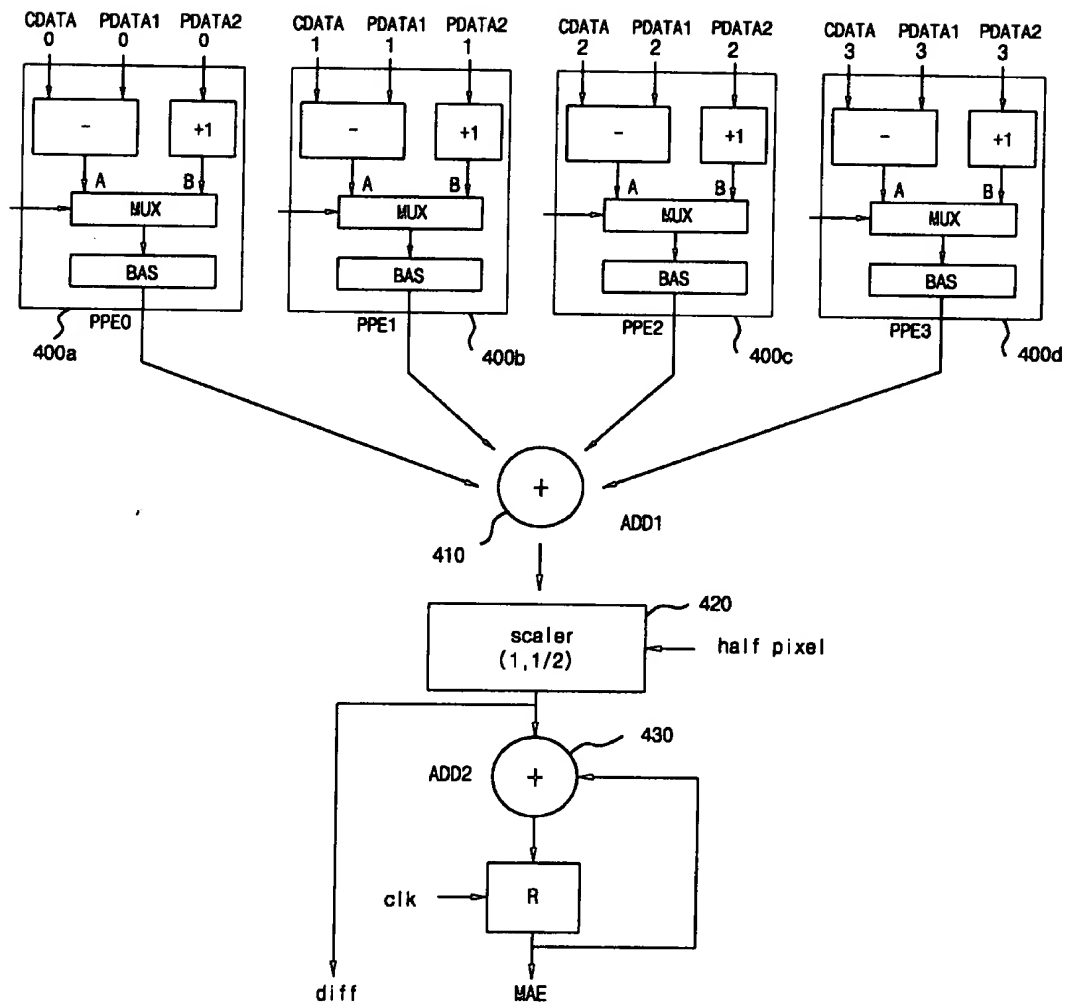 CDATA PDATA1 PDATA2 CDATA PDATA1 PDATA2 CDATA PDATA1 PDATA2 CDATA PDATA1 PDATA2
0 0 0 1 1 1 2 2 2 3 3 3
- +1 - +1 - +1 - +1
A B A B A B A B
MUX MUX MUX MUX
BAS BAS BAS BAS
PPE0 PPE1 PPE2 PPE3
400a 400b 400c 400d
+
ADD1
410
420
scaler
(1,1/2)
half pixel
430
ADD2
+
clk
R
diff
MAE